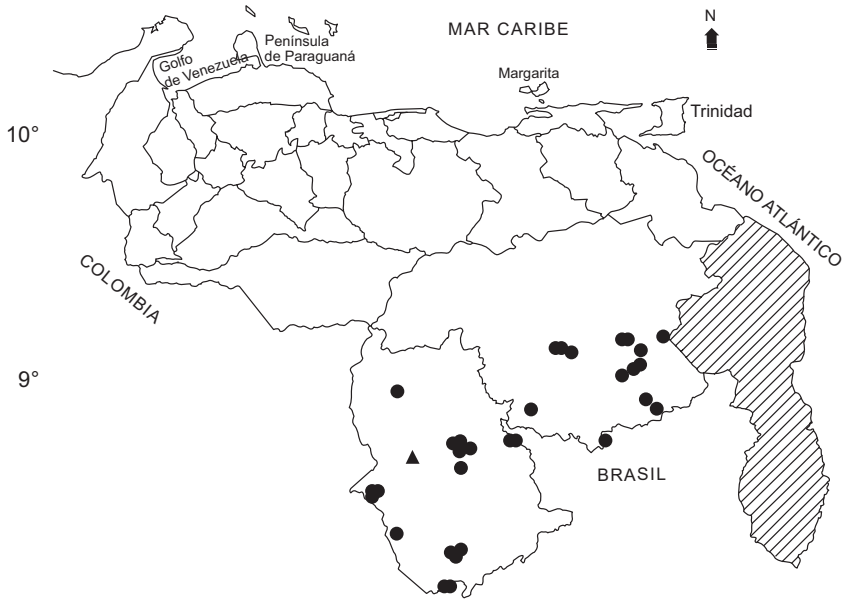 N
MAR CARIBE
Península
de Paraguaná
Golfo
de Venezuela
Margarita
Trinidad
10°
OCÉANO ATLÁNTICO
COLOMBIA
9°
BRASIL